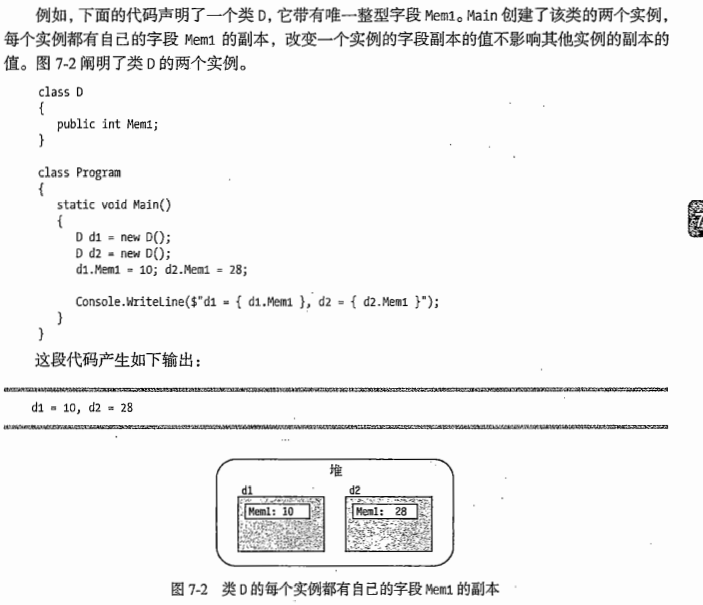 例如，下面的代码声明了一个类 D，它带有唯一整型字段 Mem1。Main 创建了该类的两个实例，
每个实例都有自己的字段 Mem1 的副本，改变一个实例的字段副本的值不影响其他实例的副本的
值。图 7-2 阐明了类 D 的两个实例。
class D
{
public int Mem1;
}
class Program
{
static void Main()
{
D d1 = new D();
D d2 = new D();
d1.Mem1 = 10; d2.Mem1 = 28;
Console.WriteLine($"d1 = { d1.Mem1 }, d2 = { d2.Mem1 }");
}
}
7
这段代码产生如下输出：
d1 = 10, d2 = 28
堆
d1 d2
Mem1: 10 Mem1: 28
图 7-2 类 D 的每个实例都有自己的字段 Mem1 的副本